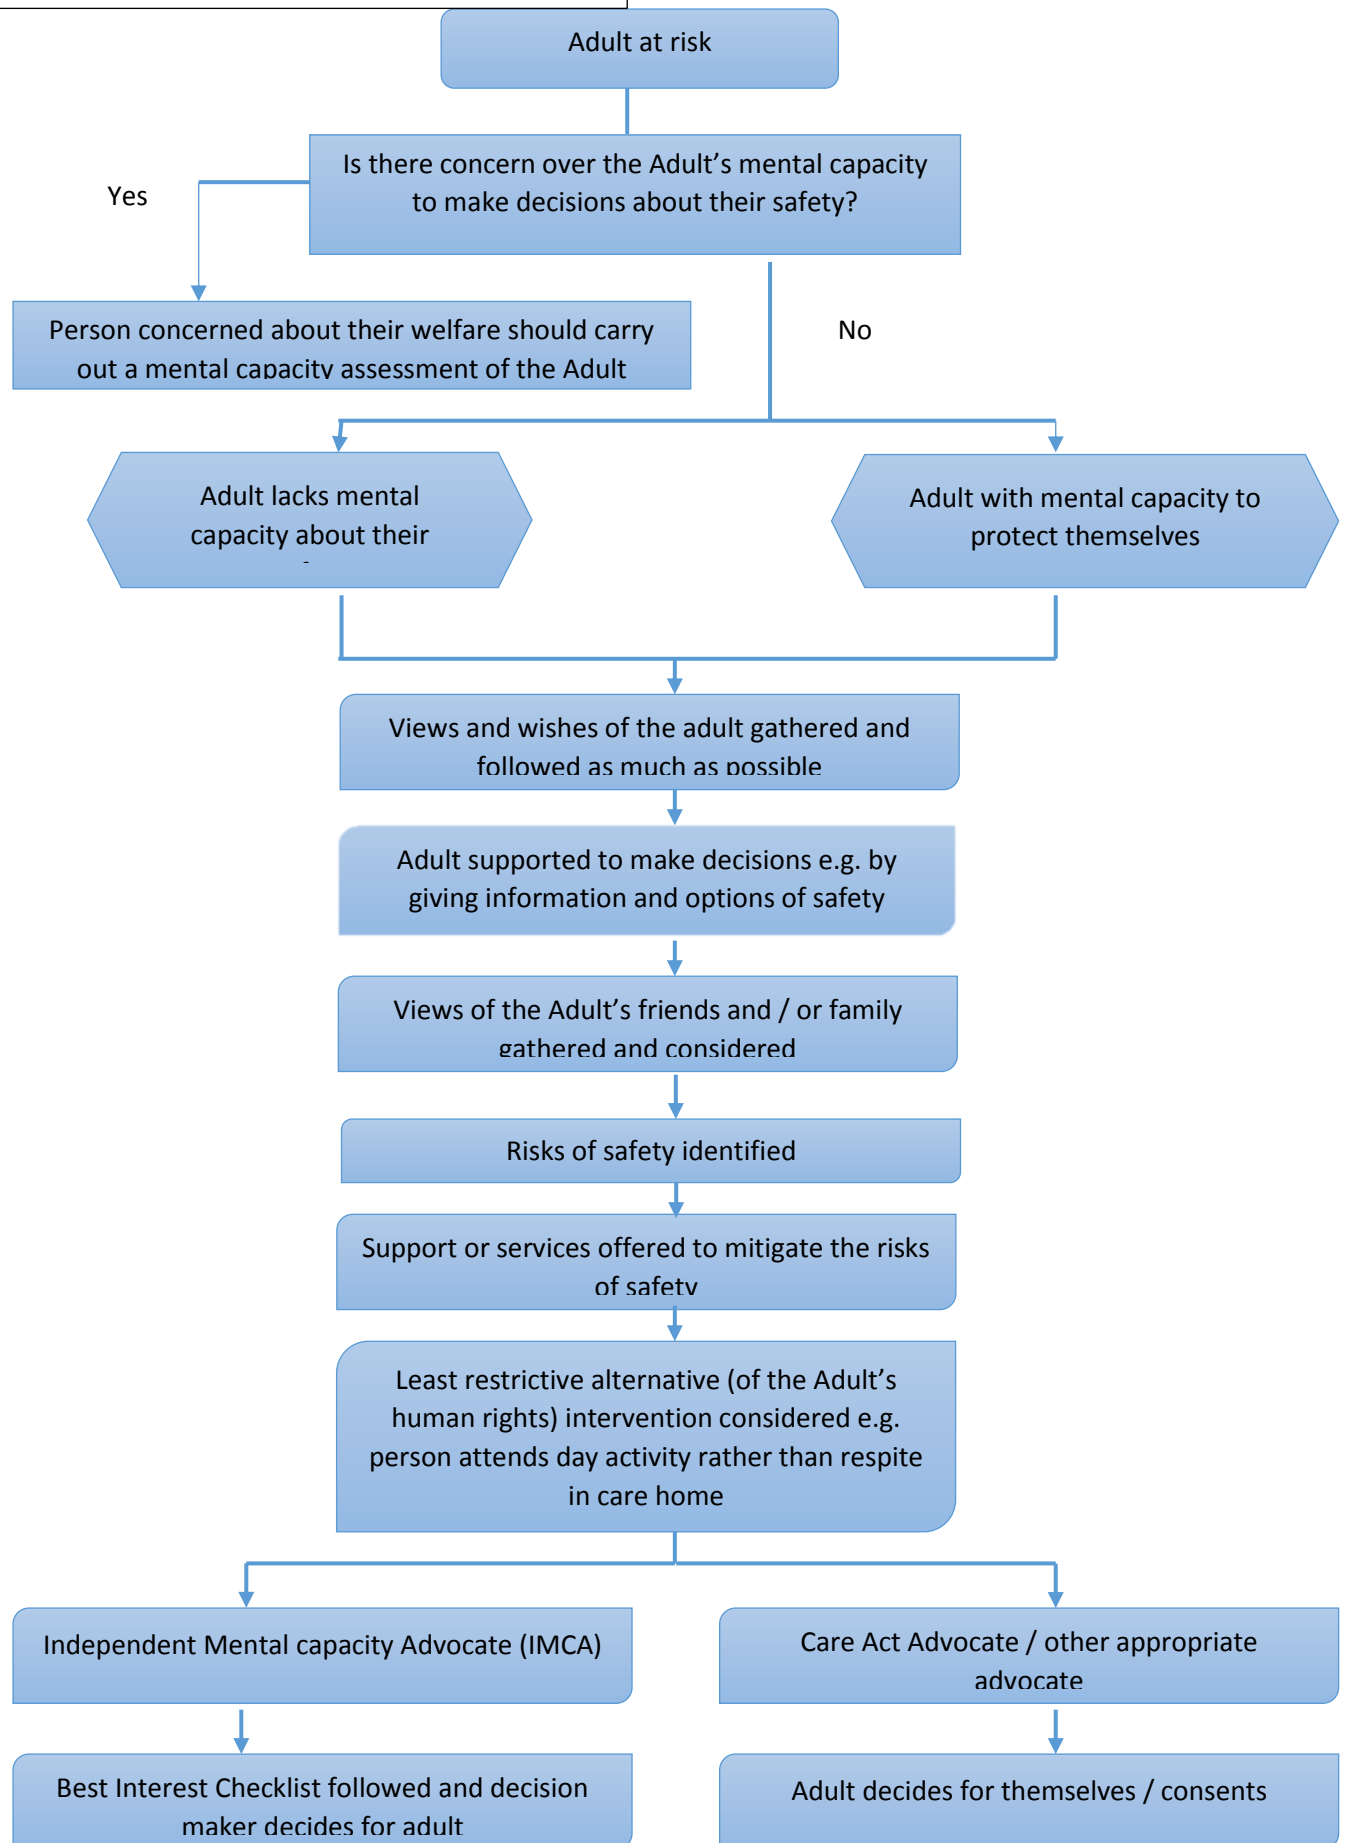 Adult at risk
Is there concern over the Adult’s mental capacity
to make decisions about their safety?
Yes
Person concerned about their welfare should carry
out a mental capacity assessment of the Adult
No
Adult lacks mental
capacity about their
Adult with mental capacity to
protect themselves
Views and wishes of the adult gathered and
followed as much as possible
Adult supported to make decisions e.g. by
giving information and options of safety
Views of the Adult’s friends and / or family
gathered and considered
Risks of safety identified
Support or services offered to mitigate the risks
of safety
Least restrictive alternative (of the Adult’s
human rights) intervention considered e.g.
person attends day activity rather than respite
in care home
Independent Mental capacity Advocate (IMCA)
Care Act Advocate / other appropriate
advocate
Best Interest Checklist followed and decision
maker decides for adult
Adult decides for themselves / consents